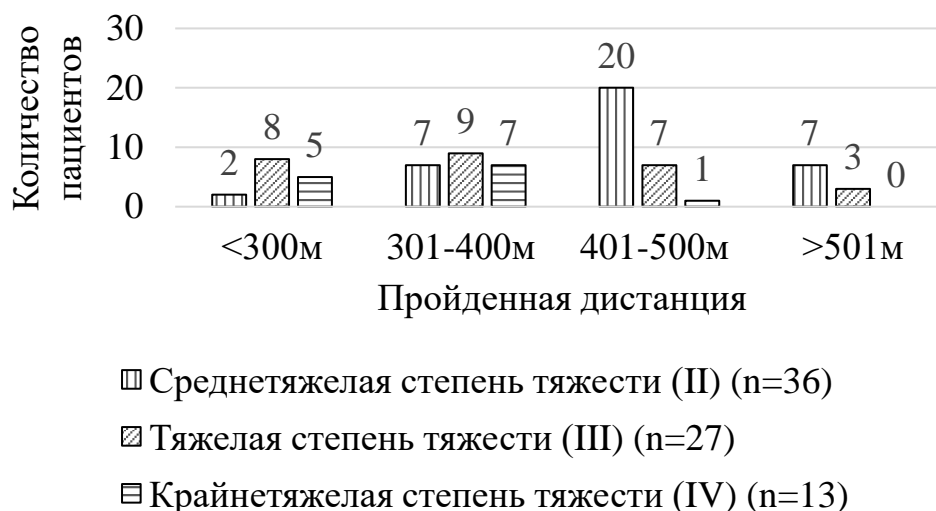 Количество
пациентов
30
20
10
0
2 8 5
7 9 7
20 7 1
7 3 0
<300м 301-400м 401-500м >501м
Пройденная дистанция
Среднетяжелая степень тяжести (II) (n=36)
Тяжелая степень тяжести (III) (n=27)
Крайнетяжелая степень тяжести (IV) (n=13)